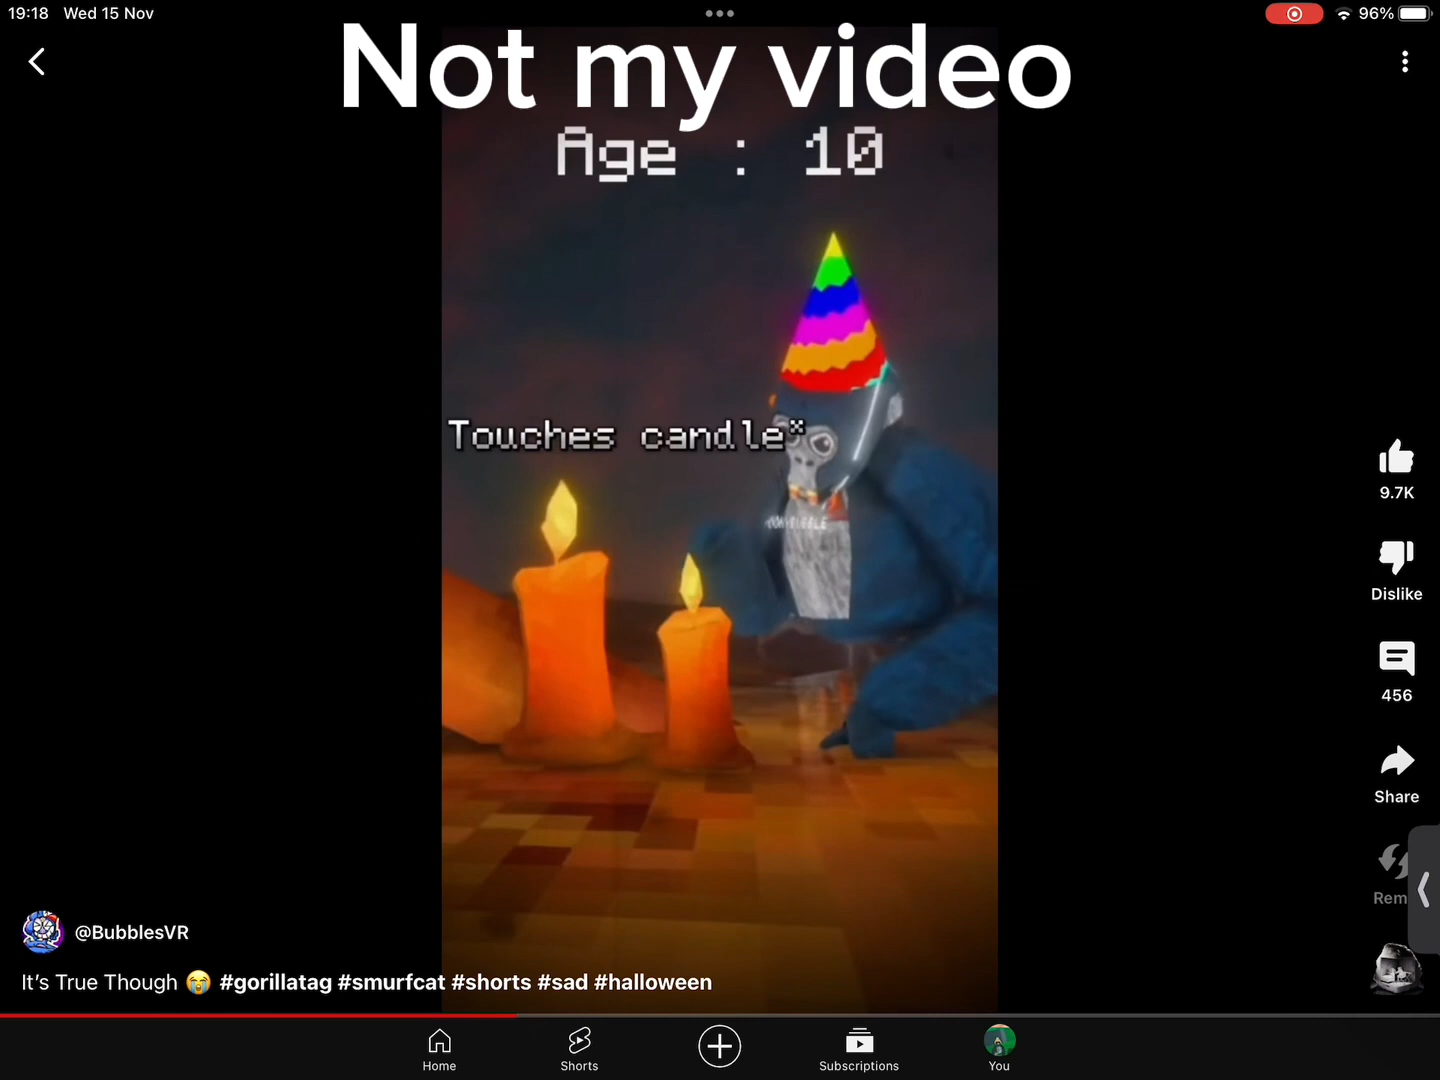 19:18 Wed 15 Nov
96%
Not my video
Age : 10
Touches candle*
9.7K
Dislike
456
Share
Rem
@BubblesVR
It's True Though 😭 #gorillatag #smurfcat #shorts #sad #halloween
Home
Shorts
Subscriptions
You